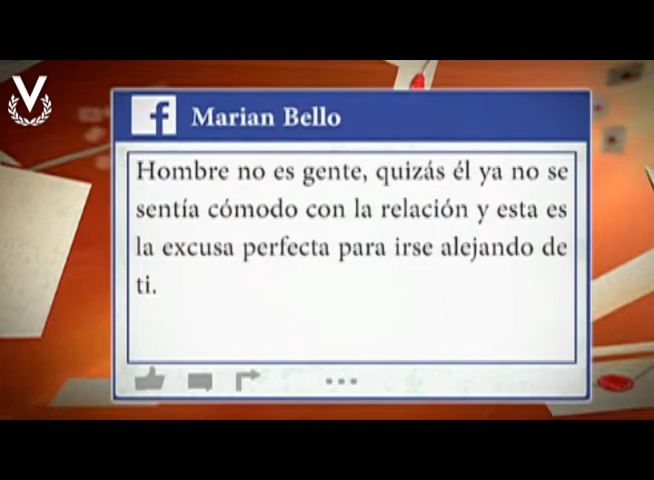 V
f Marian Bello
Hombre no es gente, quizás él ya no se
sentía cómodo con la relación y esta es
la excusa perfecta para irse alejando de
ti.